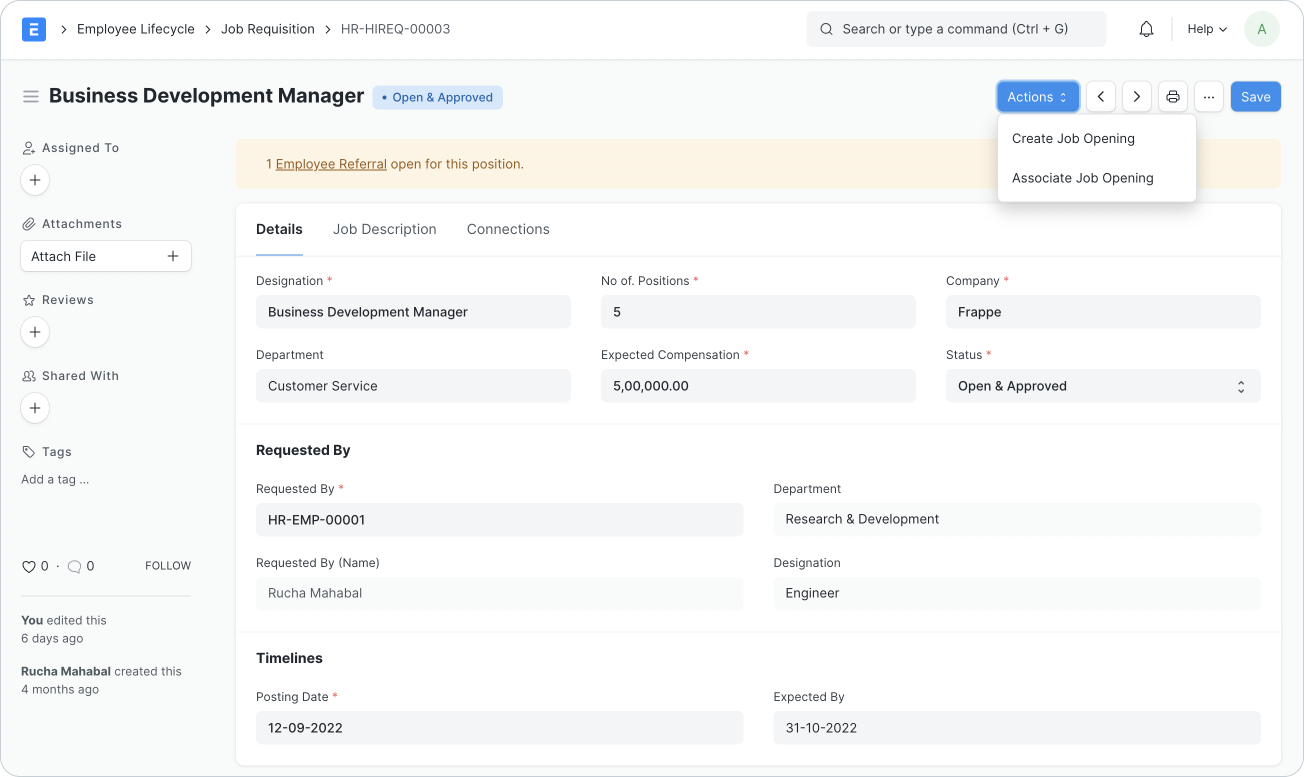 E > Employee Lifecycle > Job Requisition > HR-HIREQ-00003
Search or type a command (Ctrl + G)
Help
A
Business Development Manager
• Open & Approved
Actions
...
Save
Create Job Opening
Associate Job Opening
Assigned To
+
Attachments
Attach File +
Reviews
+
Shared With
+
Tags
Add a tag ...
0 · 0 FOLLOW
You edited this
6 days ago
Rucha Mahabal created this
4 months ago
1 Employee Referral open for this position.
Details Job Description Connections
Designation * No of. Positions * Company *
Business Development Manager 5 Frappe
Department Expected Compensation * Status *
Customer Service 5,00,000.00 Open & Approved
Requested By
Requested By * Department
HR-EMP-00001 Research & Development
Requested By (Name) Designation
Rucha Mahabal Engineer
Timelines
Posting Date * Expected By
12-09-2022 31-10-2022